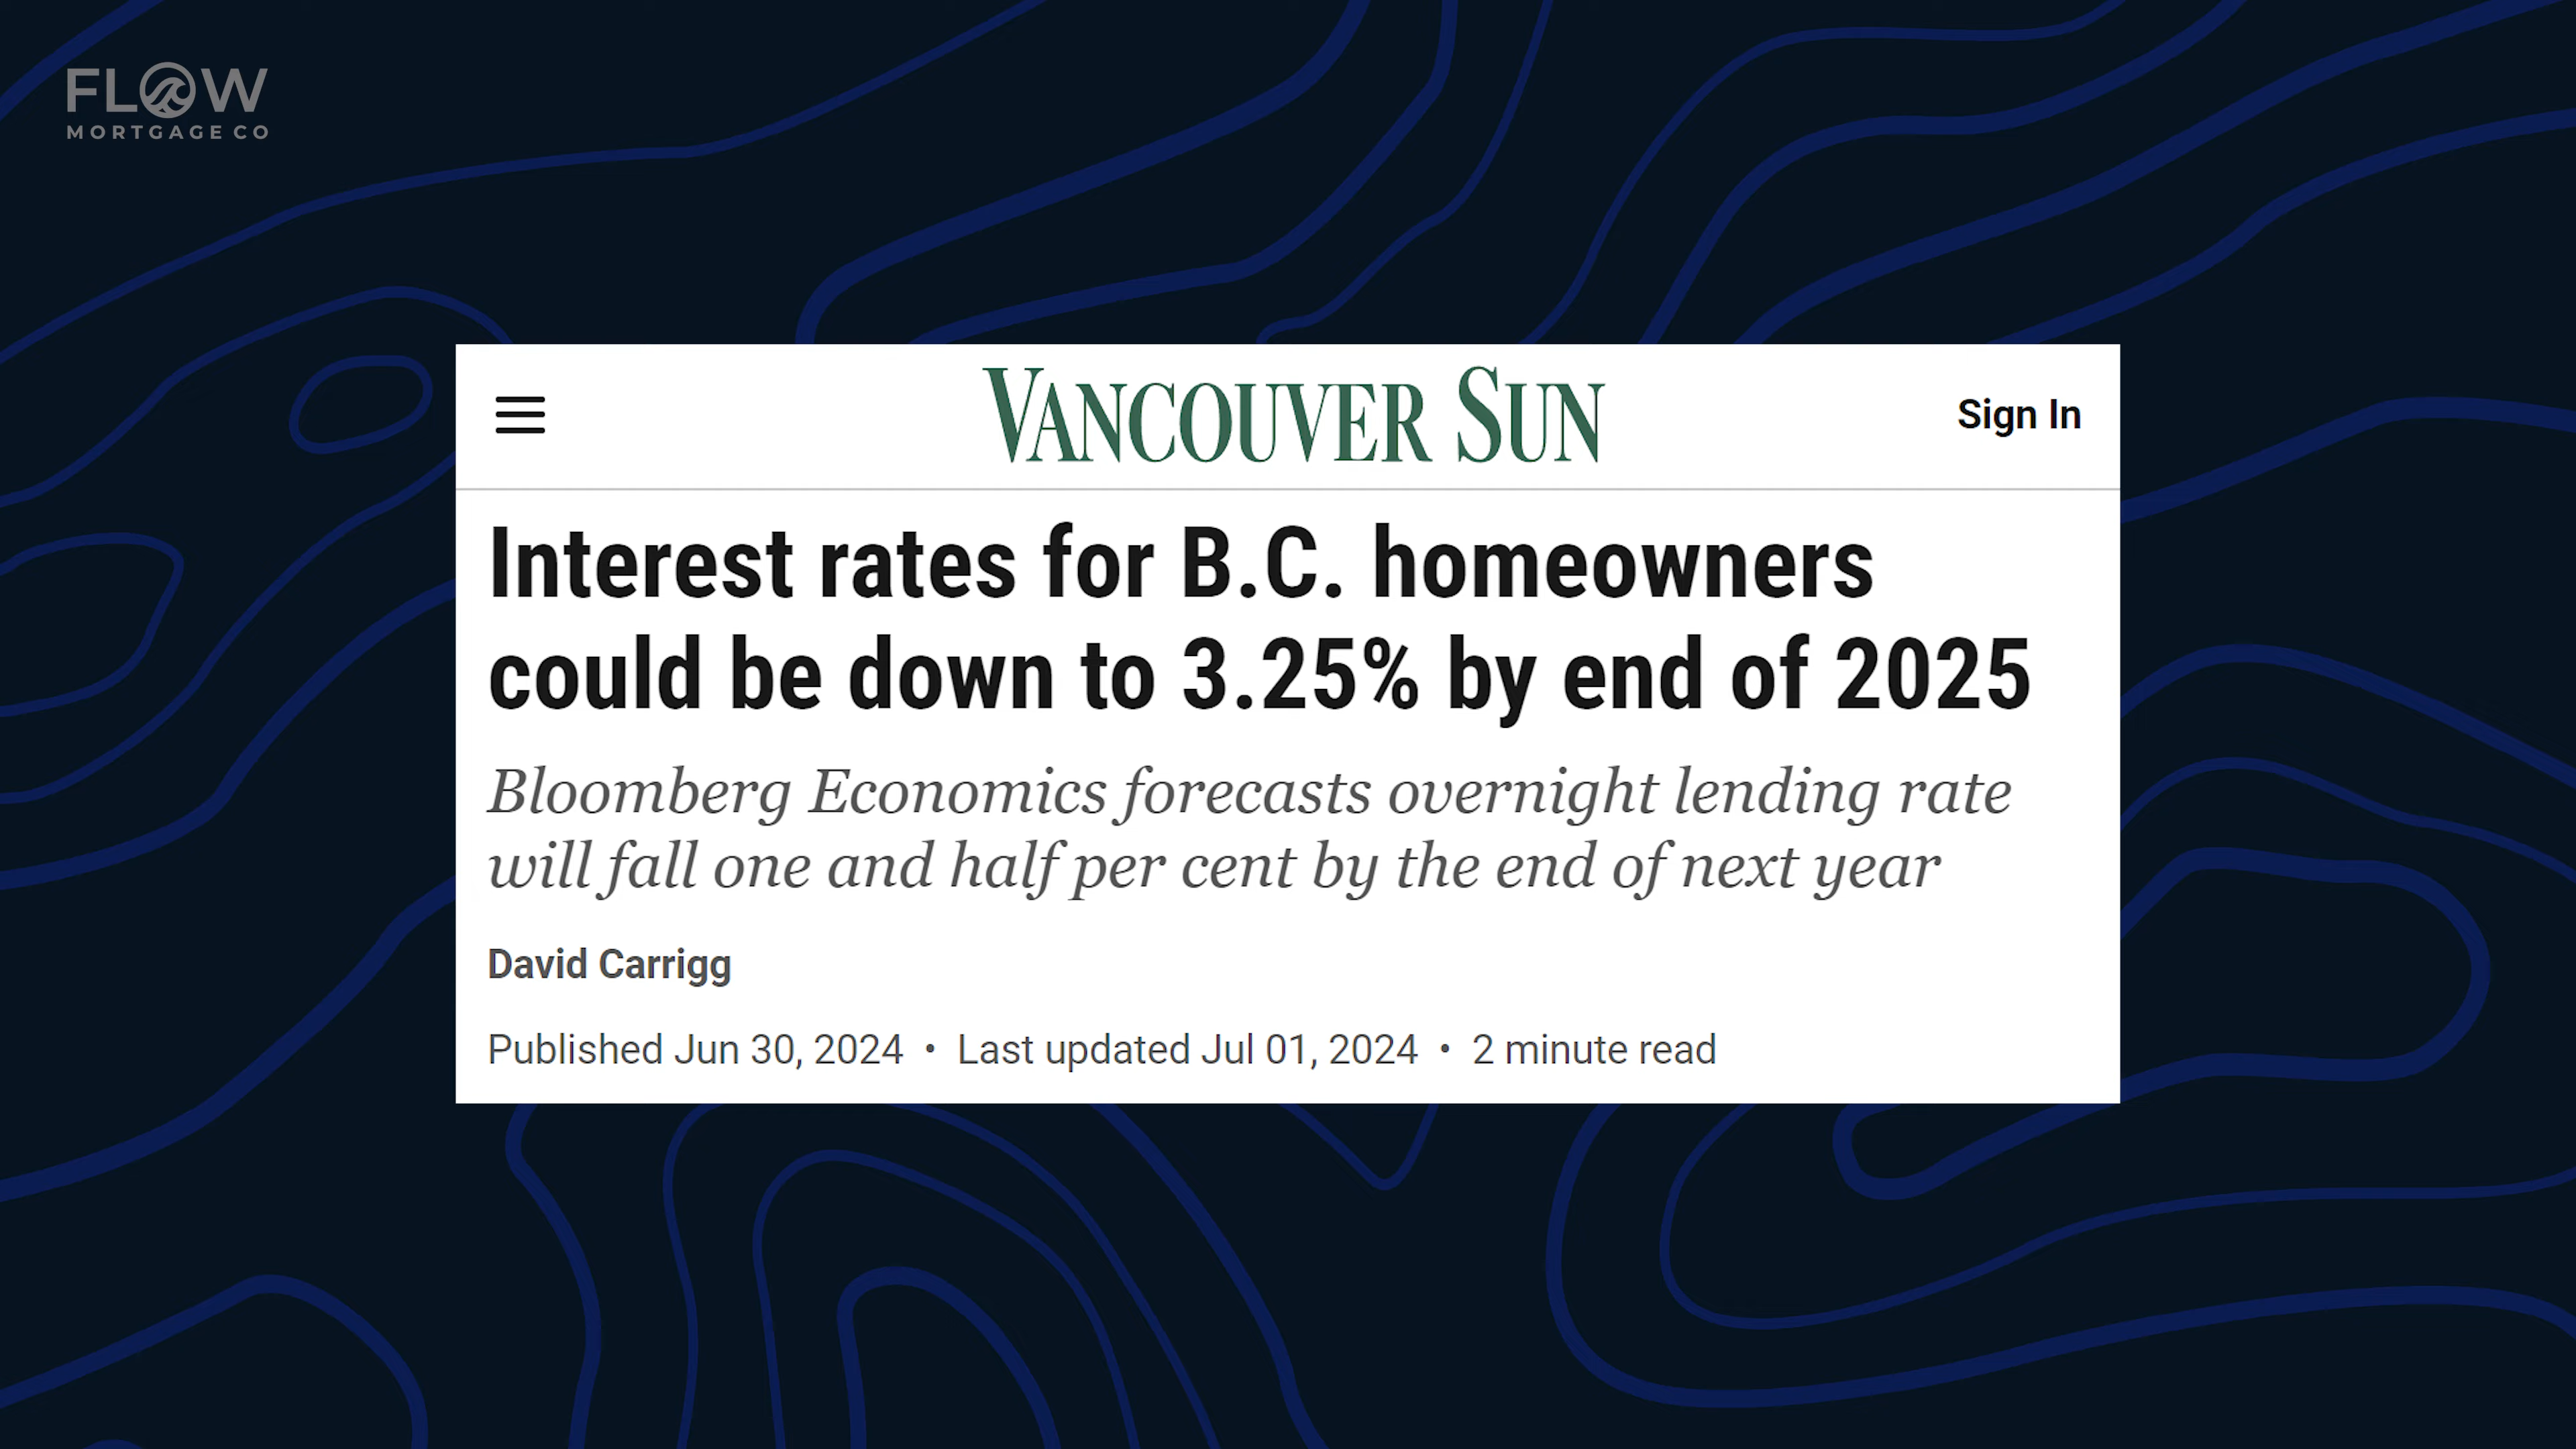 FLOW
MORTGAGE CO
VANCOUVER SUN
Sign In
Interest rates for B.C. homeowners
could be down to 3.25% by end of 2025
Bloomberg Economics forecasts overnight lending rate
will fall one and half per cent by the end of next year
David Carrigg
Published Jun 30, 2024 • Last updated Jul 01, 2024 • 2 minute read